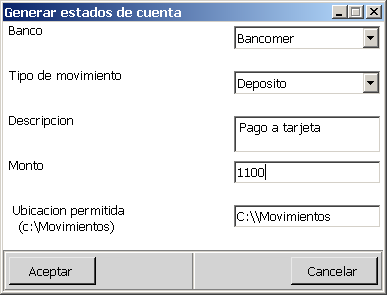 Generar estados de cuenta
Banco
Bancomer
Tipo de movimiento
Deposito
Descripcion
Pago a tarjeta
Monto
1100
Ubicacion permitida
(c:\Movimientos)
C:\\Movimientos
Aceptar
Cancelar